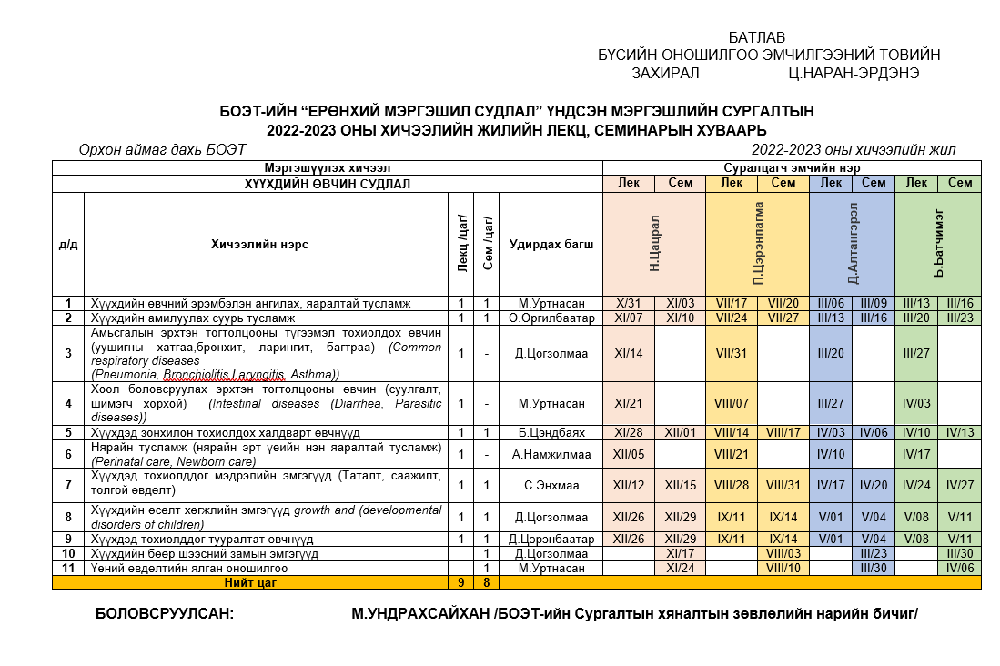 БАТЛАВ
БҮСИЙН ОНОШИЛГОО ЭМЧИЛГЭЭНИЙ ТӨВИЙН
ЗАХИРАЛ Ц.НАРАН-ЭРДЭНЭ
БОЭТ-ИЙН “ЕРӨНХИЙ МЭРГЭШИЛ СУДЛАЛ” ҮНДСЭН МЭРГЭШЛИЙН СУРГАЛТЫН
2022-2023 ОНЫ ХИЧЭЭЛИЙН ЖИЛИЙН ЛЕКЦ, СЕМИНАРЫН ХУВААРЬ
Орхон аймаг дахь БОЭТ 2022-2023 оны хичээлийн жил
Мэргэшүүлэх хичээл Суралцагч эмчийн нэр
ХҮҮХДИЙН ӨВЧИН СУДЛАЛ Лек Сем Лек Сем Лек Сем Лек Сем
д/д Хичээлийн нэрс Лекц /цаг/ Сем /цаг/ Удирдах багш Н.Цацрал П.Цэрэнпагма Д.Алтангэрэл Б.Батчимэг
1 Хүүхдийн өвчний эрэмбэлэн ангилах, яаралтай тусламж 1 1 М.Уртнасан X/31 XI/03 VII/17 VII/20 III/06 III/09 III/13 III/16
2 Хүүхдийн амилуулах суурь тусламж 1 1 О.Оргилбаатар XI/07 XI/10 VII/24 VII/27 III/13 III/16 III/20 III/23
Амьсгалын эрхтэн тогтолцооны түгээмэл тохиолдох өвчин
(уушигны хатгаа,бронхит, ларингит, багтраа) (Common
3 respiratory diseases 1 - Д.Цогзолмаа XI/14 VII/31 III/20 III/27
(Pneumonia, Bronchiolitis,Laryngitis, Asthma))
Хоол боловсруулах эрхтэн тогтолцооны өвчин (суулгалт,
4 шимэгч хорхой) (Intestinal diseases (Diarrhea, Parasitic 1 - М.Уртнасан XI/21 VIII/07 III/27 IV/03
diseases))
5 Хүүхдэд зонхилон тохиолдох халдварт өвчнүүд 1 1 Б.Цэндбаях XI/28 XII/01 VIII/14 VIII/17 IV/03 IV/06 IV/10 IV/13
6 Нярайн тусламж (нярайн эрт үеийн нэн яаралтай тусламж) 1 - А.Намжилмаа XII/05 VIII/21 IV/10 IV/17
(Perinatal care, Newborn care)
7 Хүүхдэд тохиолддог мэдрэлийн эмгэгүүд (Таталт, саажилт, 1 1 С.Энхмаа XII/12 XII/15 VIII/28 VIII/31 IV/17 IV/20 IV/24 IV/27
толгой өвдөлт)
8 Хүүхдийн өсөлт хөгжлийн эмгэгүүд growth and (developmental 1 1 Д.Цогзолмаа XII/26 XII/29 IX/11 IX/14 V/01 V/04 V/08 V/11
disorders of children)
9 Хүүхдэд тохиолддог тууралтат өвчнүүд 1 1 Д.Цэрэнбаатар XII/26 XII/29 IX/11 IX/14 V/01 V/04 V/08 V/11
10 Хүүхдийн бөөр шээсний замын эмгэгүүд 1 Д.Цогзолмаа XI/17 VIII/03 III/23 III/30
11 Үений өвдөлтийн ялган оношилгоо 1 М.Уртнасан XI/24 VIII/10 III/30 IV/06
Нийт цаг 9 8
БОЛОВСРУУЛСАН: М.УНДРАХСАЙХАН /БОЭТ-ийн Сургалтын хяналтын зөвлөлийн нарийн бичиг/